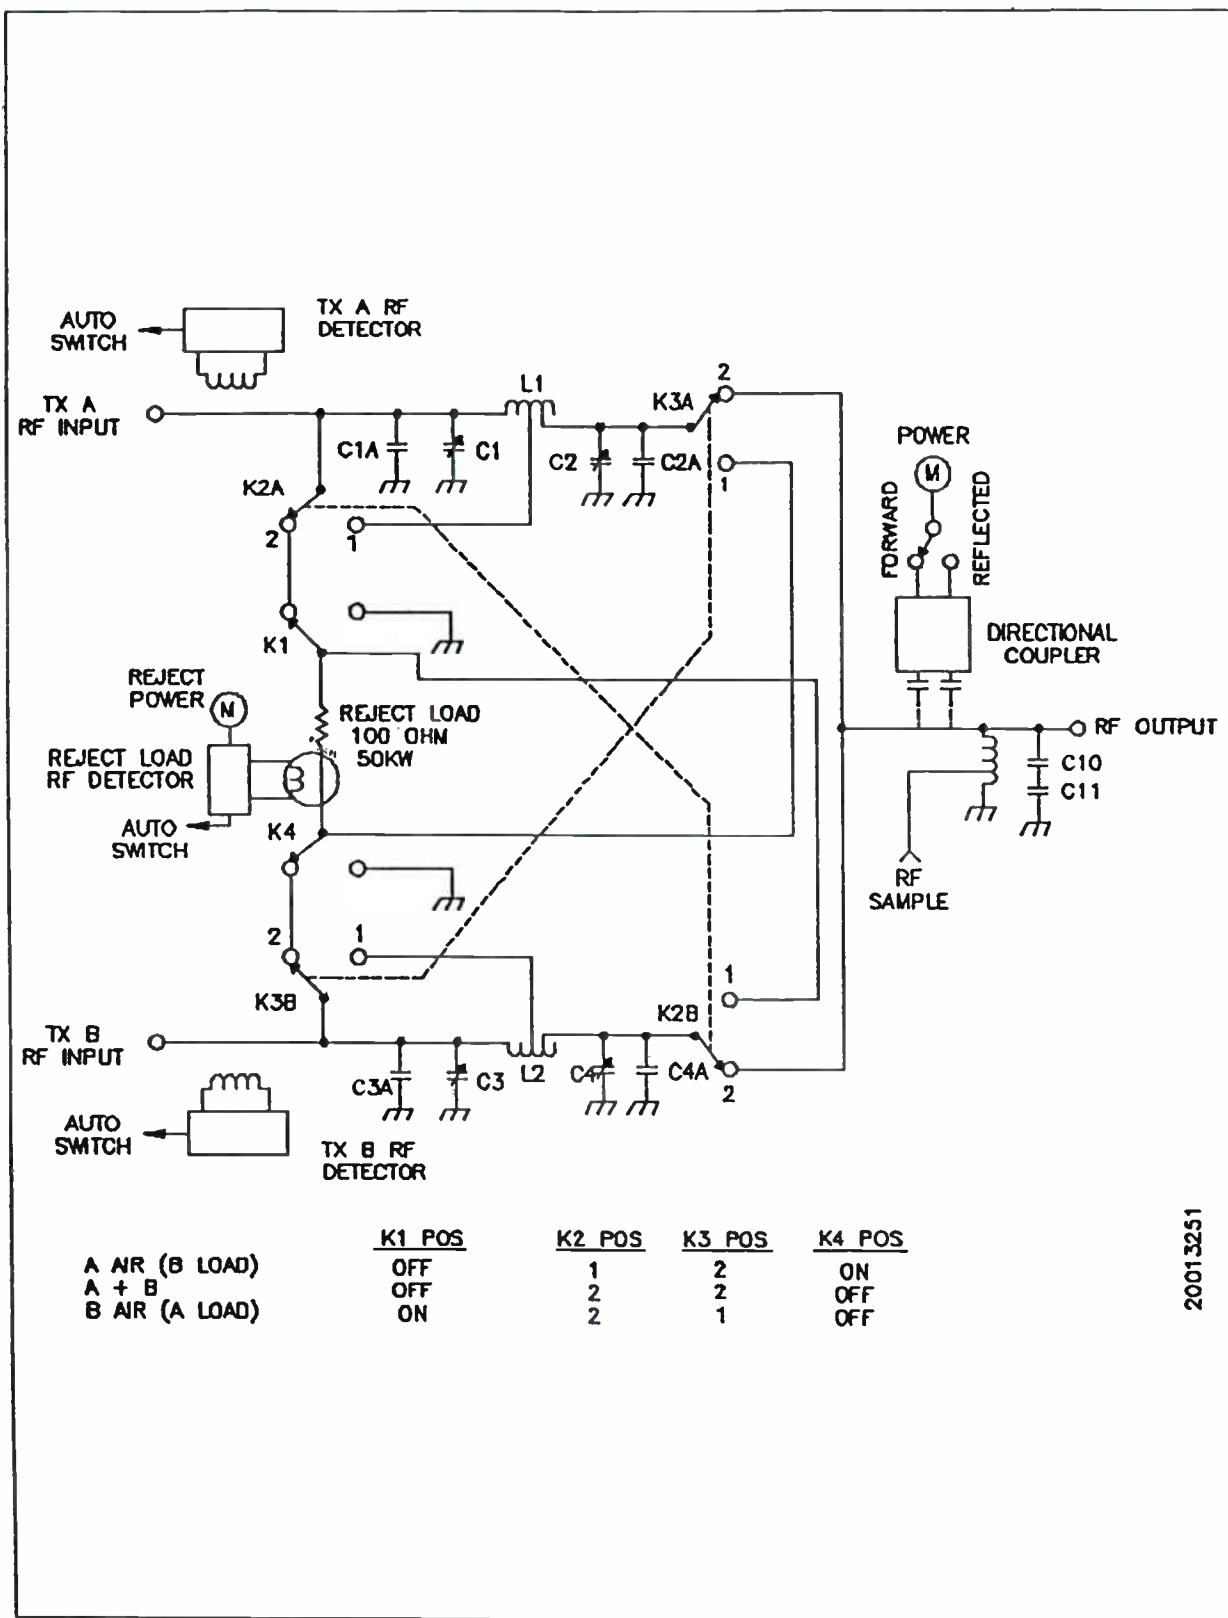 TX A RF
DETECTOR
AUTO
SWITCH
TX A
RF INPUT
L1
K3A
2
C1A
C1
C2
C2A
1
K2A
2
1
POWER
M
FORWARD
REFLECTED
DIRECTIONAL
COUPLER
K1
REJECT
POWER
M
REJECT LOAD
100 OHM
50KW
REJECT LOAD
RF DETECTOR
AUTO
SWITCH
K4
RF OUTPUT
C10
C11
RF
SAMPLE
2
1
K3B
1
K2B
2
TX B
RF INPUT
C3A
C3
L2
C4
C4A
AUTO
SWITCH
TX B RF
DETECTOR
K1 POS K2 POS K3 POS K4 POS
A AIR (B LOAD) OFF 1 2 ON
A + B OFF 2 2 OFF
B AIR (A LOAD) ON 2 1 OFF
20013251